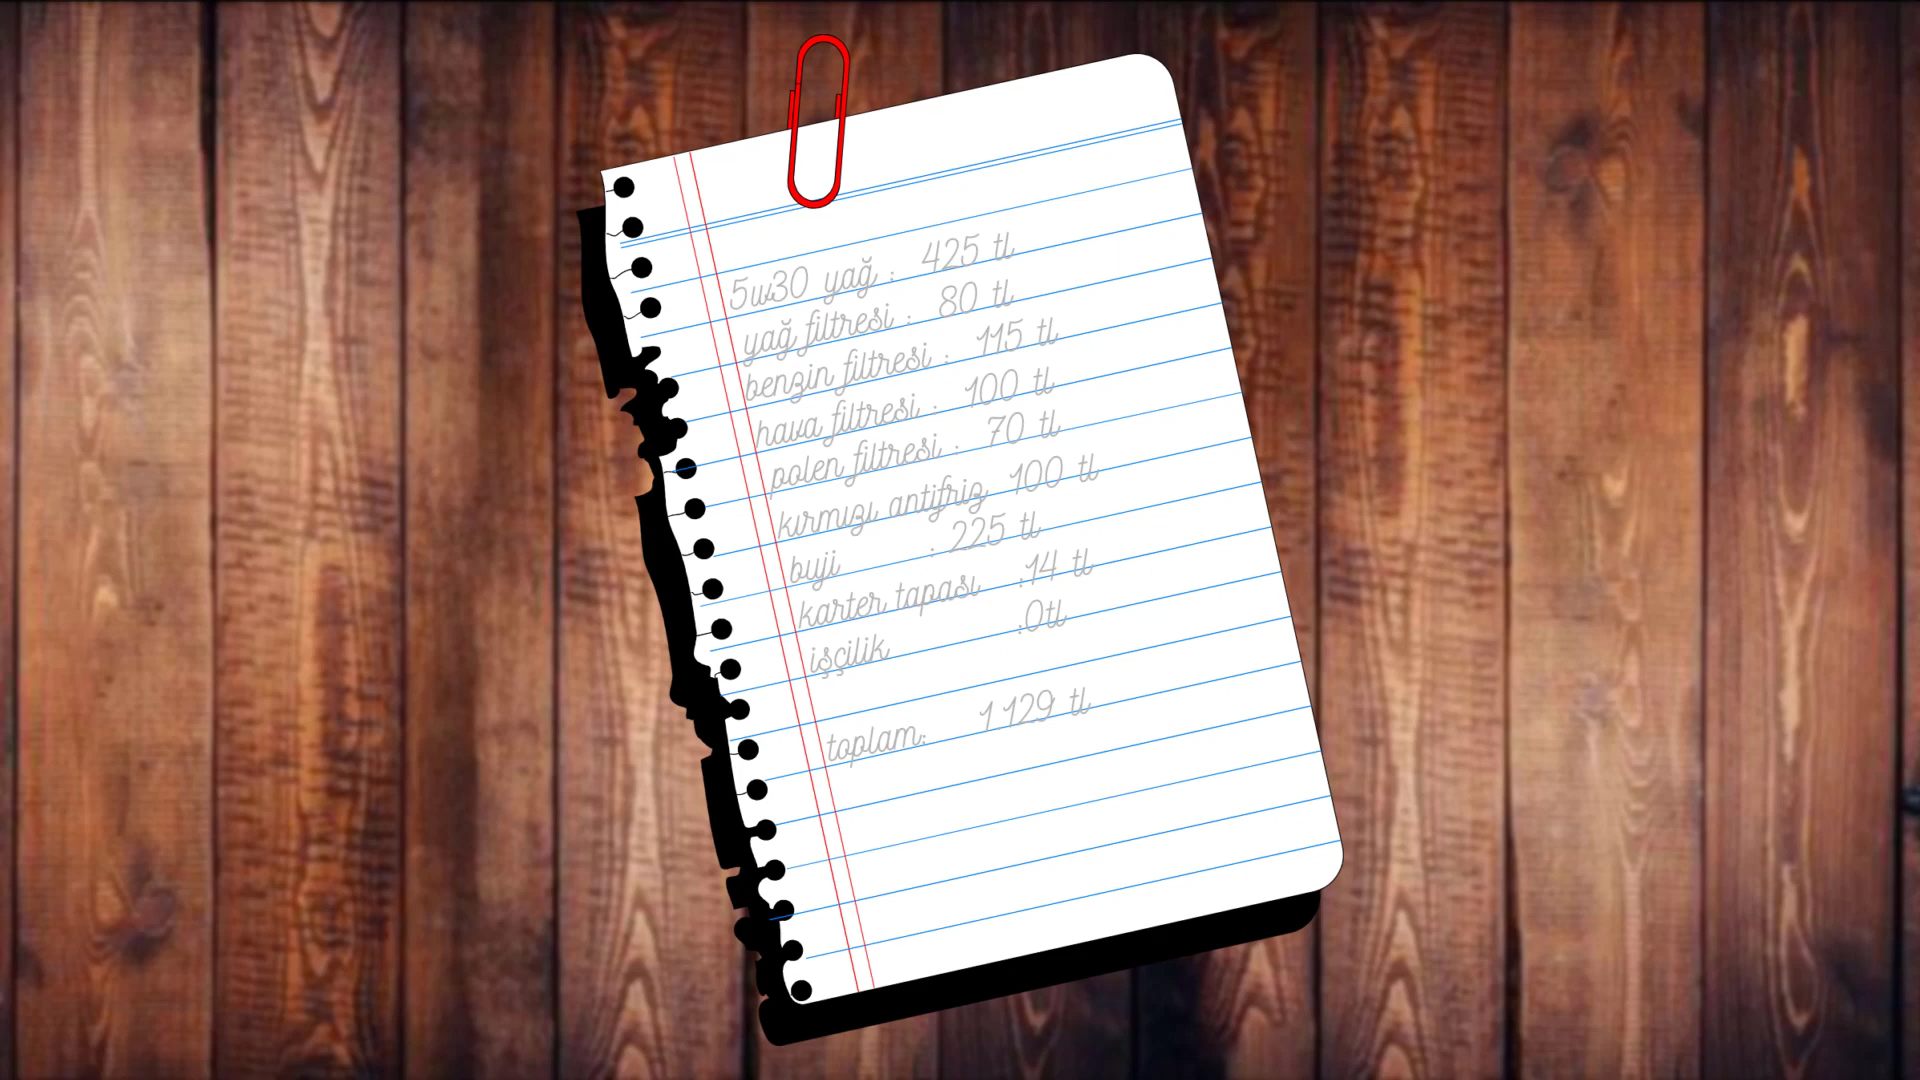 5w30 yağ : 425 tl
yağ filtresi : 80 tl
benzin filtresi : 115 tl
hava filtresi : 100 tl
polen filtresi : 70 tl
kırmızı antifriz 100 tl
buji : 225 tl
karter tapası :14 tl
işçilik :0tl
toplam: 1 129 tl